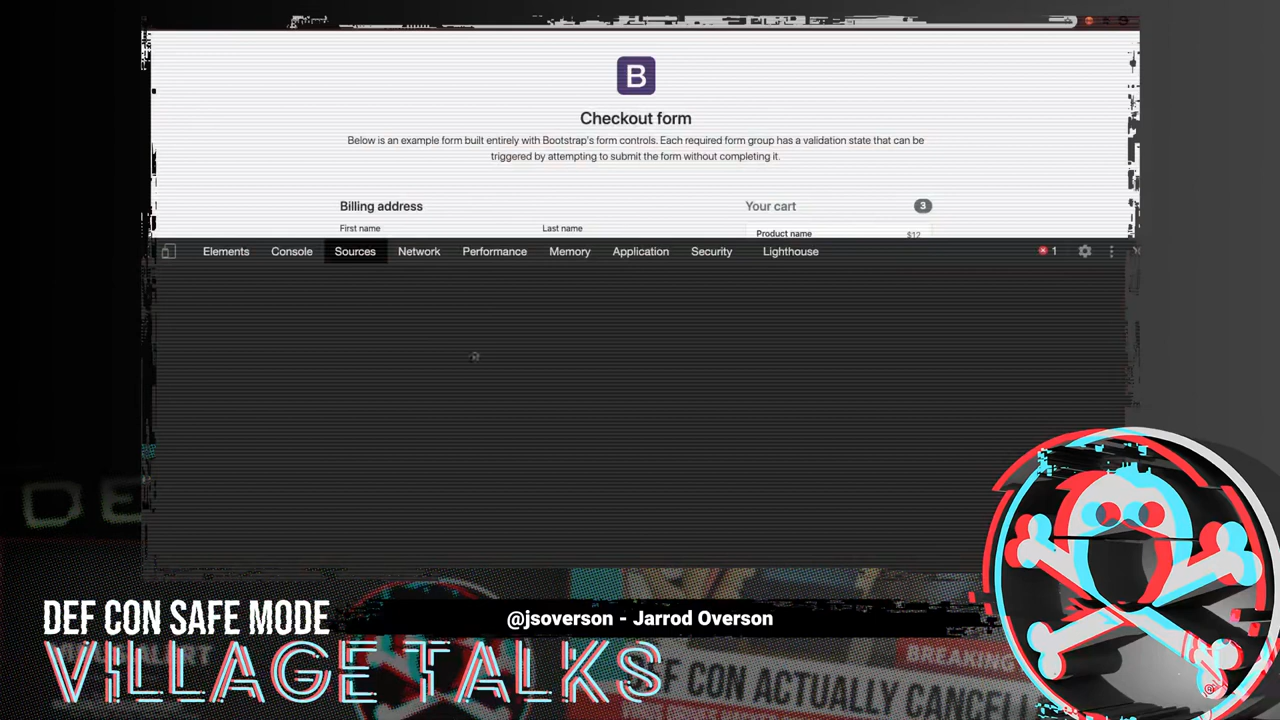 B
Checkout form
Below is an example form built entirely with Bootstrap's form controls. Each required form group has a validation state that can be
triggered by attempting to submit the form without completing it.
Billing address
Your cart
3
First name
Last name
Product name
$12
Elements
Console
Sources
Network
Performance
Memory
Application
Security
Lighthouse
1
DE
DEF CON SAFE MODE
@jsoverson - Jarrod Overson
VILLAGE TALKS
BREAKING
DEF CON ACTUALLY CANCEL